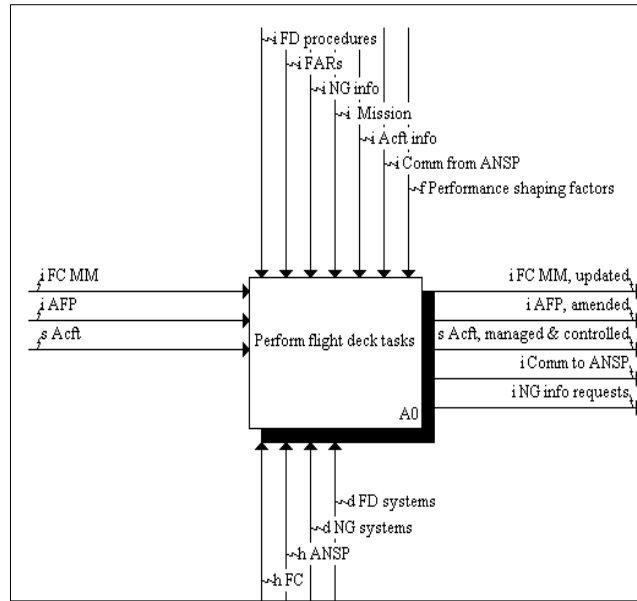 i FD procedures
i FARs
i NG info
i Mission
i Acft info
i Comm from ANSP
f Performance shaping factors
i FC MM
i AFP
s Acft
Perform flight deck tasks
A0
i FC MM, updated
i AFP, amended
s Acft, managed & controlled
i Comm to ANSP
i NG info requests
d FD systems
d NG systems
h ANSP
h FC